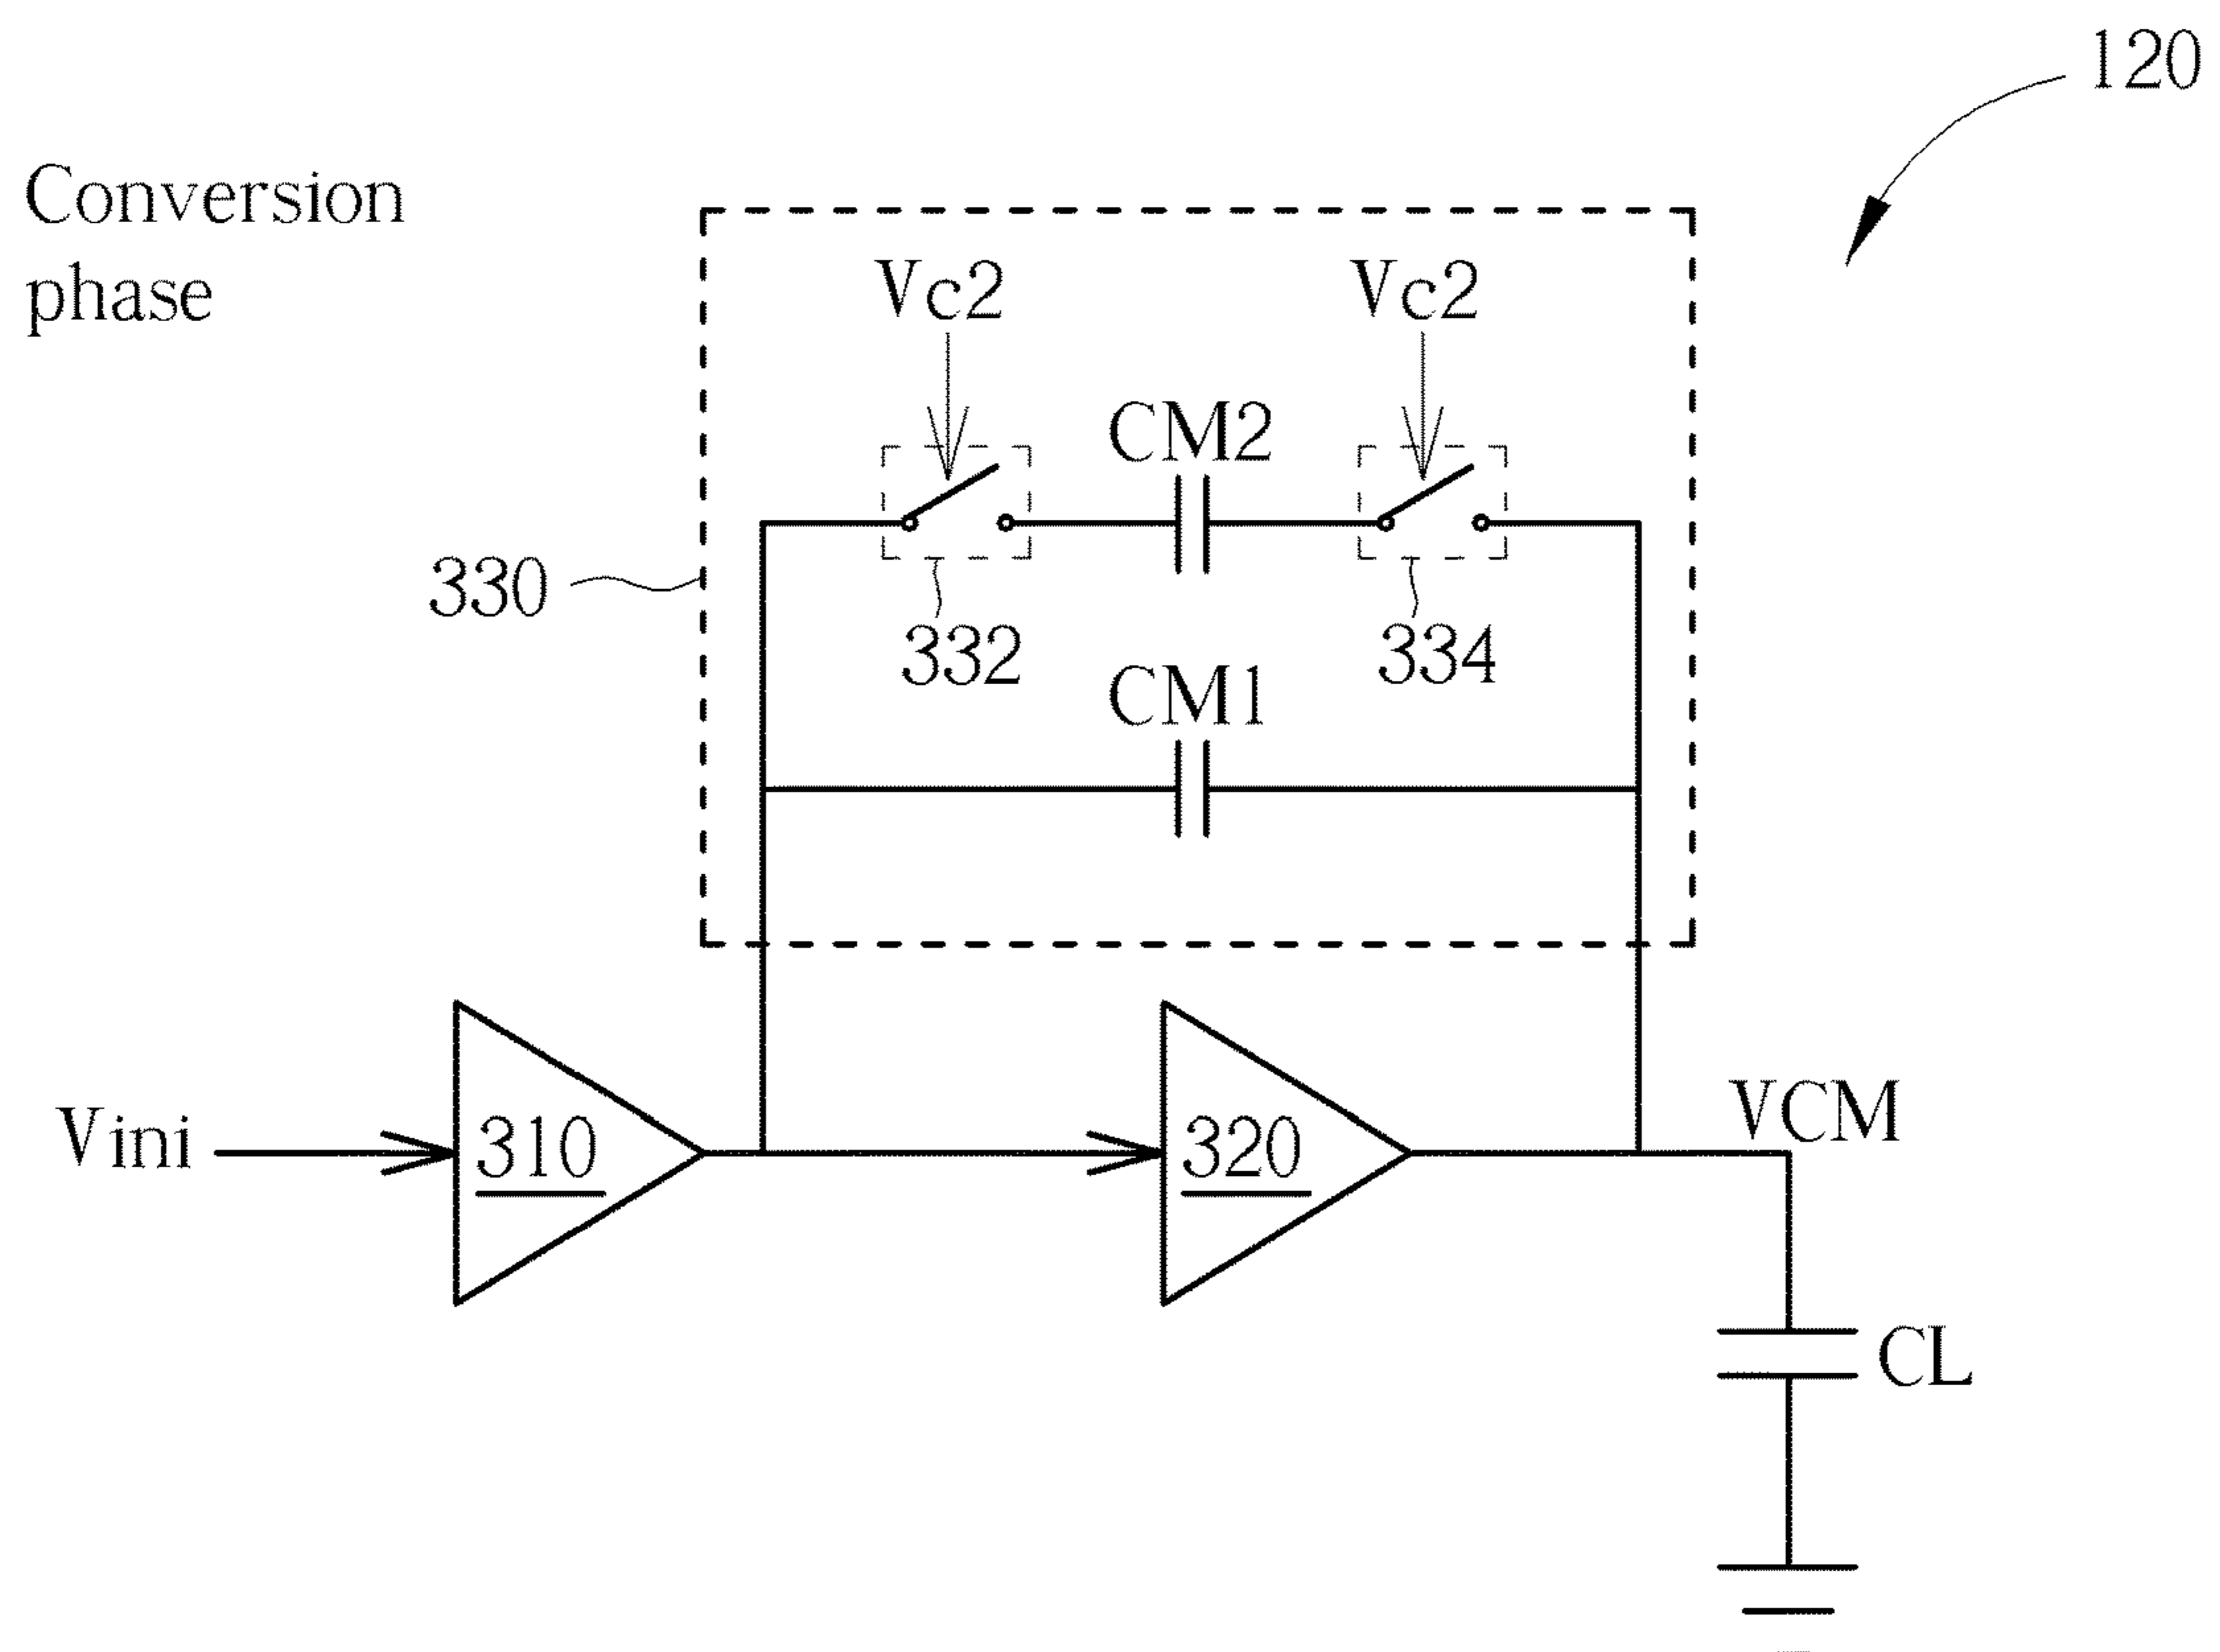 120
Conversion
phase
Vc2 Vc2
CM2
330
332 334
CM1
Vini 310 320 VCM
CL